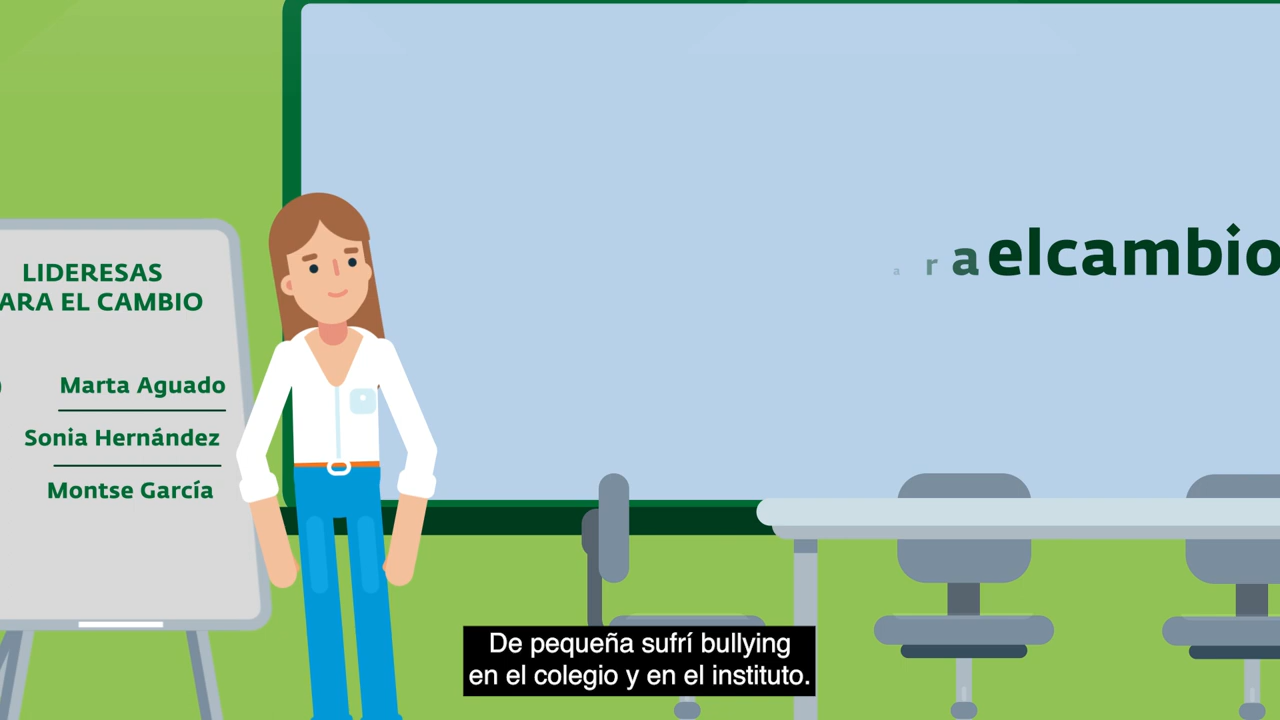 LIDERESAS
ARA EL CAMBIO
Marta Aguado
Sonia Hernández
Montse García
a r a elcambio
De pequeña sufrí bullying
en el colegio y en el instituto.